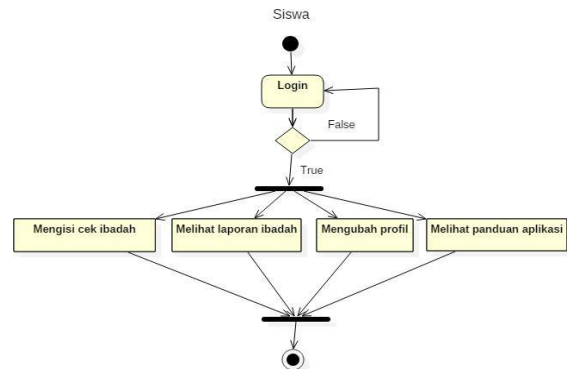 Siswa
Login
False
True
Mengisi cek ibadah
Melihat laporan ibadah
Mengubah profil
Melihat panduan aplikasi